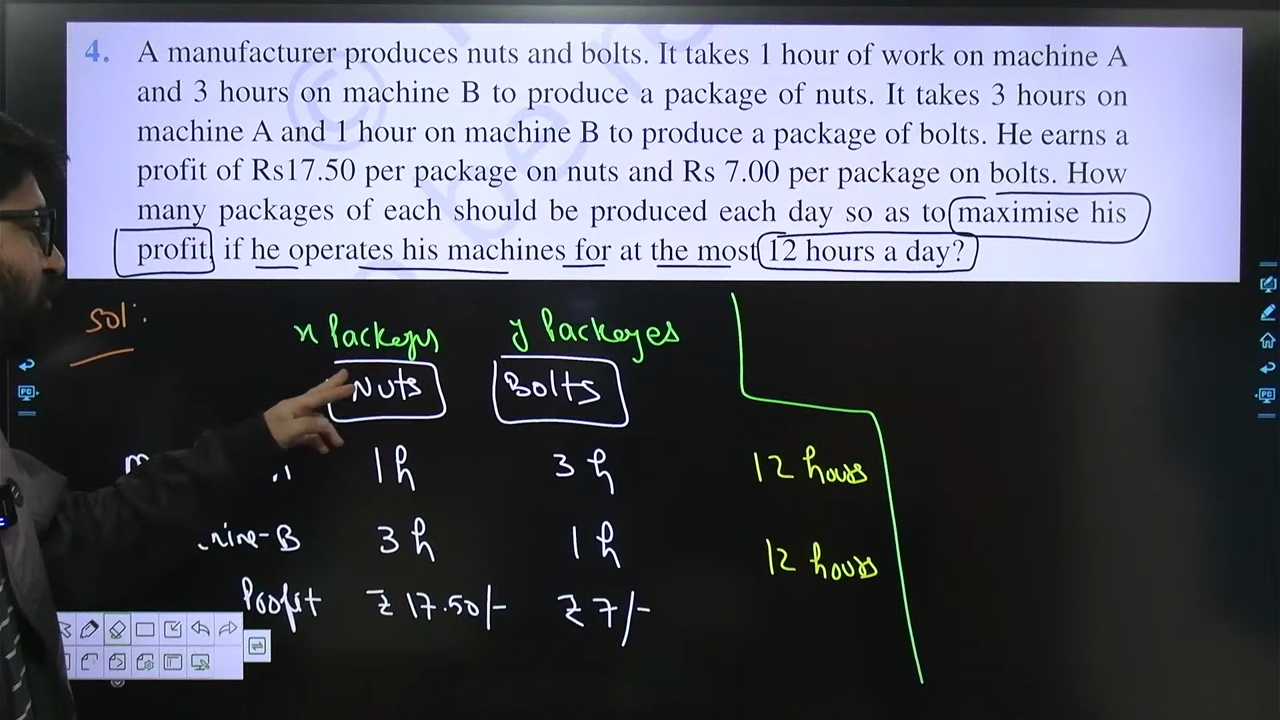 4. A manufacturer produces nuts and bolts. It takes 1 hour of work on machine A
and 3 hours on machine B to produce a package of nuts. It takes 3 hours on
machine A and 1 hour on machine B to produce a package of bolts. He earns a
profit of Rs17.50 per package on nuts and Rs 7.00 per package on bolts. How
many packages of each should be produced each day so as to maximise his
profit, if he operates his machines for at the most 12 hours a day?
Sol:
x Packages y Packeyes
Nuts Bolts
1h 3h 12 hours
-B 3h 1h 12 hours
Profit ₹ 17.50/- ₹ 7/-